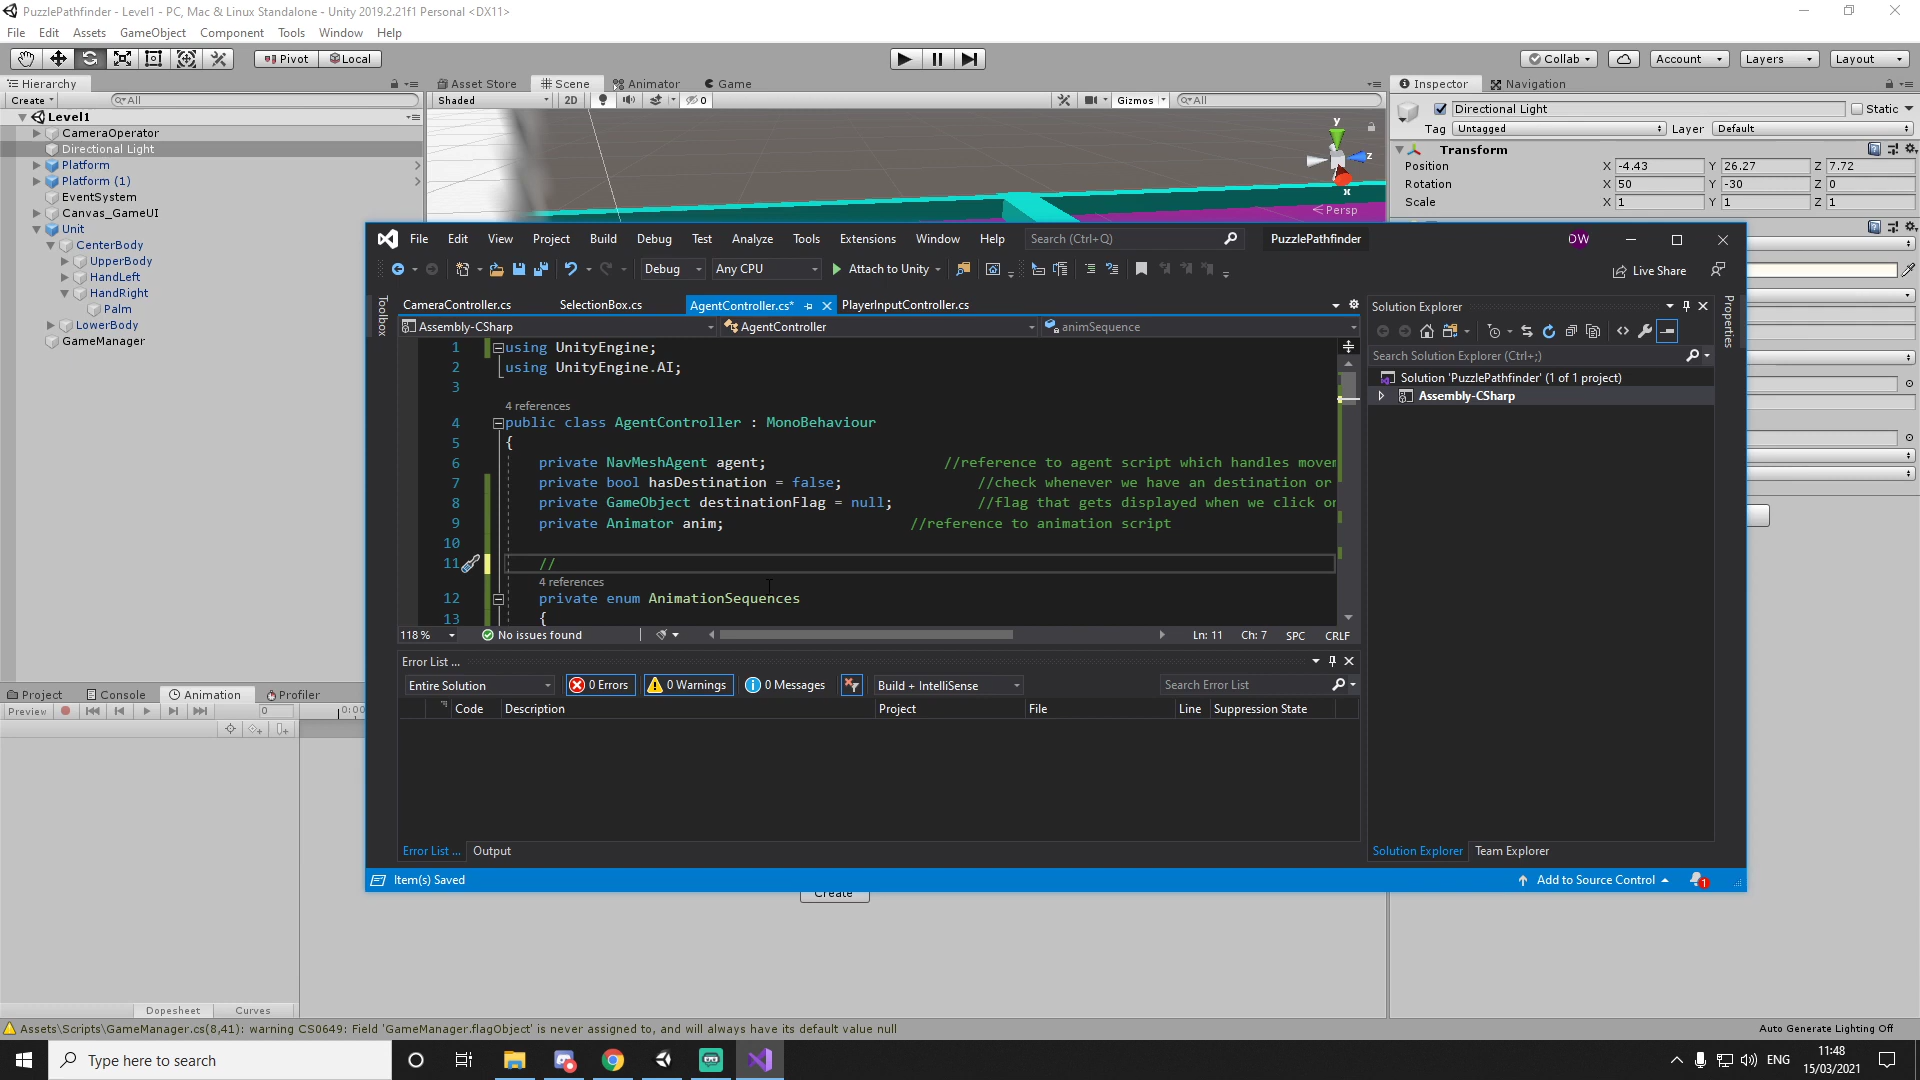 PuzzlePathfinder - Level1 - PC, Mac & Linux Standalone - Unity 2019.2.21f1 Personal <DX11>
File Edit Assets GameObject Component Tools Window Help
Pivot Local
Collab Account Layers Layout
Hierarchy
Asset Store Scene Animator Game
Inspector Navigation
Create All
Shaded 2D 0 Gizmos All
Directional Light Static
Tag Untagged Layer Default
Level1
CameraOperator
Directional Light
Platform
Platform (1)
EventSystem
Canvas_GameUI
Unit
CenterBody
UpperBody
HandLeft
HandRight
Palm
LowerBody
GameManager
y
z
x
Persp
Transform
Position X -4.43 Y 26.27 Z 7.72
Rotation X 50 Y -30 Z 0
Scale X 1 Y 1 Z 1
File Edit View Project Build Debug Test Analyze Tools Extensions Window Help Search (Ctrl+Q) PuzzlePathfinder DW
Debug Any CPU Attach to Unity Live Share
Toolbox
CameraController.cs SelectionBox.cs AgentController.cs* PlayerInputController.cs
Assembly-CSharp AgentController animSequence
1 using UnityEngine;
2 using UnityEngine.AI;
3
4 references
4 public class AgentController : MonoBehaviour
5 {
6 private NavMeshAgent agent; //reference to agent script which handles movem
7 private bool hasDestination = false; //check whenever we have an destination or
8 private GameObject destinationFlag = null; //flag that gets displayed when we click on
9 private Animator anim; //reference to animation script
10
11 //
4 references
12 private enum AnimationSequences
13 {
118 % No issues found Ln: 11 Ch: 7 SPC CRLF
Solution Explorer
Search Solution Explorer (Ctrl+;)
Solution 'PuzzlePathfinder' (1 of 1 project)
Assembly-CSharp
Properties
Error List ...
Entire Solution 0 Errors 0 Warnings 0 Messages Build + IntelliSense Search Error List
Code Description Project File Line Suppression State
Error List ... Output
Solution Explorer Team Explorer
Item(s) Saved Add to Source Control 1
Create
Project Console Animation Profiler
Preview 0 0:00
Dopesheet Curves
Assets\Scripts\GameManager.cs(8,41): warning CS0649: Field 'GameManager.flagObject' is never assigned to, and will always have its default value null
Auto Generate Lighting Off
Type here to search
ENG 11:48
15/03/2021